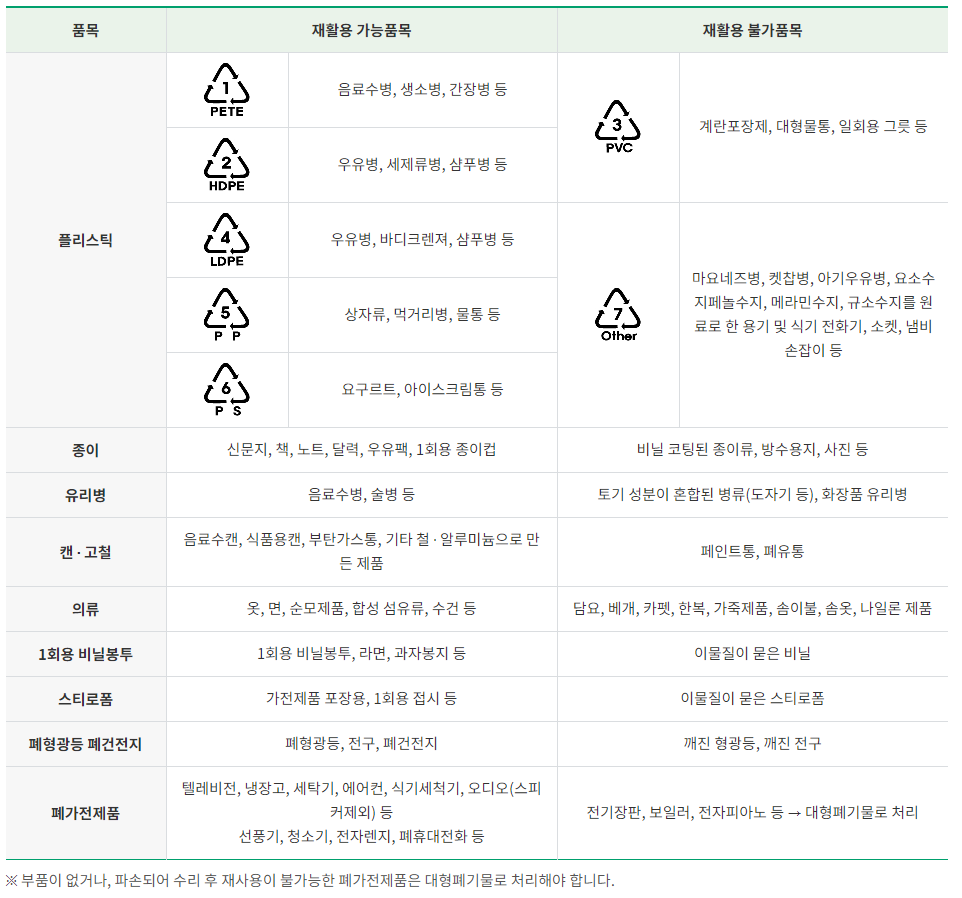 품목
재활용 가능품목
재활용 불가품목
플리스틱
1
PETE
음료수병, 생소병, 간장병 등
3
PVC
계란포장제, 대형물통, 일회용 그릇 등
2
HDPE
우유병, 세제류병, 샴푸병 등
4
LDPE
우유병, 바디크렌져, 샴푸병 등
7
Other
마요네즈병, 켓찹병, 아기우유병, 요소수
지페놀수지, 메라민수지, 규소수지를 원
료로 한 용기 및 식기 전화기, 소켓, 냄비
손잡이 등
5
P P
상자류, 먹거리병, 물통 등
6
P S
요구르트, 아이스크림통 등
종이
신문지, 책, 노트, 달력, 우유팩, 1회용 종이컵
비닐 코팅된 종이류, 방수용지, 사진 등
유리병
음료수병, 술병 등
토기 성분이 혼합된 병류(도자기 등), 화장품 유리병
캔 · 고철
음료수캔, 식품용캔, 부탄가스통, 기타 철 · 알루미늄으로 만
든 제품
페인트통, 폐유통
의류
옷, 면, 순모제품, 합성 섬유류, 수건 등
담요, 베개, 카펫, 한복, 가죽제품, 솜이불, 솜옷, 나일론 제품
1회용 비닐봉투
1회용 비닐봉투, 라면, 과자봉지 등
이물질이 묻은 비닐
스티로폼
가전제품 포장용, 1회용 접시 등
이물질이 묻은 스티로폼
폐형광등 폐건전지
폐형광등, 전구, 폐건전지
깨진 형광등, 깨진 전구
폐가전제품
텔레비전, 냉장고, 세탁기, 에어컨, 식기세척기, 오디오(스피
커제외) 등
선풍기, 청소기, 전자렌지, 폐휴대전화 등
전기장판, 보일러, 전자피아노 등 → 대형폐기물로 처리
※ 부품이 없거나, 파손되어 수리 후 재사용이 불가능한 폐가전제품은 대형폐기물로 처리해야 합니다.